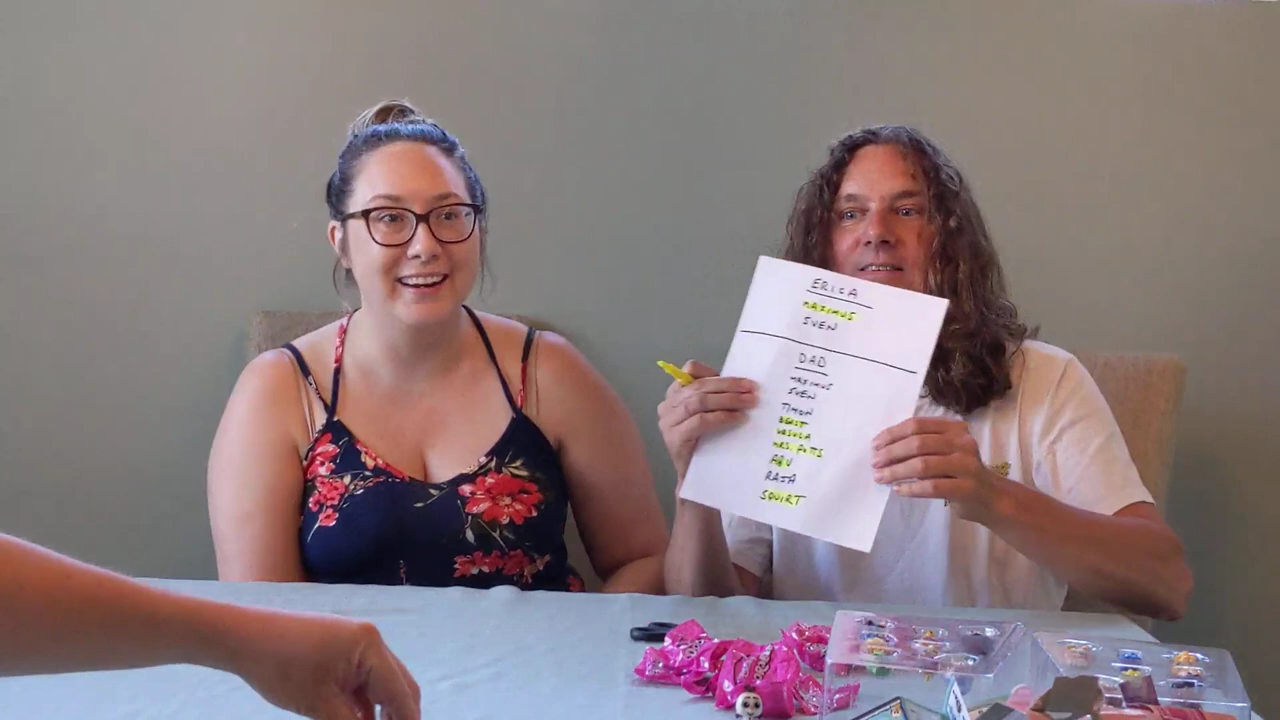 ERICA
MAXIMUS
SVEN
DAD
MAXIMUS
SVEN
TIMON
BEAST
URSULA
MRS. POTTS
ABU
RAJA
SQUIRT